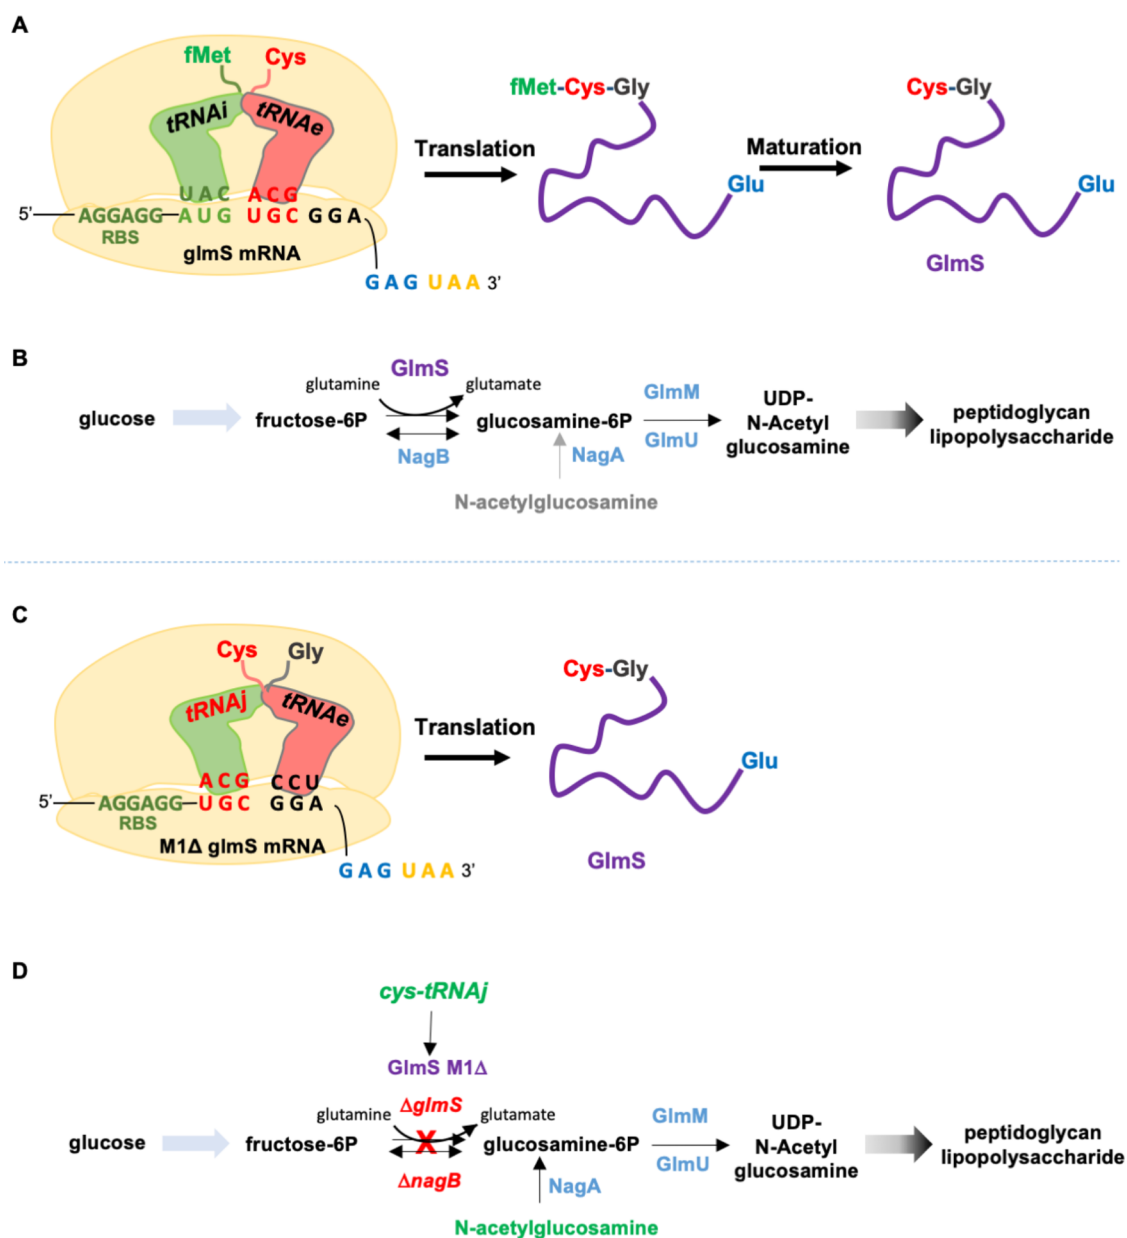 A
fMet Cys
tRNAi tRNAe
UAC ACG
5' AGGAGG AUG UGC GGA
RBS
glmS mRNA
GAG UAA 3'
Translation
fMet-Cys-Gly
Glu
Maturation
Cys-Gly
Glu
GlmS
B
GlmS
glutamine glutamate
glucose fructose-6P glucosamine-6P
NagB
GlmM
GlmU
NagA
N-acetylglucosamine
UDP-
N-Acetyl
glucosamine
peptidoglycan
lipopolysaccharide
C
Cys Gly
tRNAj tRNAe
ACG CCU
5' AGGAGG UGC GGA
RBS
M1Δ glmS mRNA
GAG UAA 3'
Translation
Cys-Gly
Glu
GlmS
D
cys-tRNAj
GlmS M1Δ
ΔglmS
glutamine glutamate
glucose fructose-6P X glucosamine-6P
ΔnagB
GlmM
GlmU
NagA
N-acetylglucosamine
UDP-
N-Acetyl
glucosamine
peptidoglycan
lipopolysaccharide